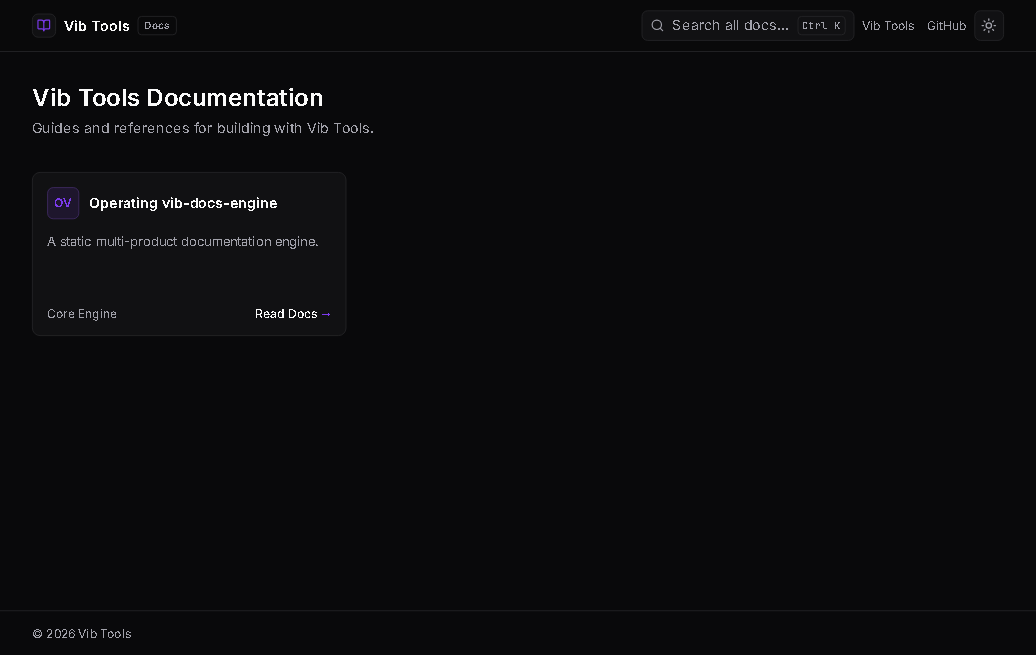 Vib Tools Docs Search all docs... Ctrl K Vib Tools GitHub
Vib Tools Documentation
Guides and references for building with Vib Tools.
OV Operating vib-docs-engine
A static multi-product documentation engine.
Core Engine Read Docs →
© 2026 Vib Tools